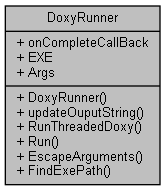 DoxyRunner
+ onCompleteCallBack
+ EXE
+ Args
+ DoxyRunner()
+ updateOuputString()
+ RunThreadedDoxy()
+ Run()
+ EscapeArguments()
+ FindExePath()